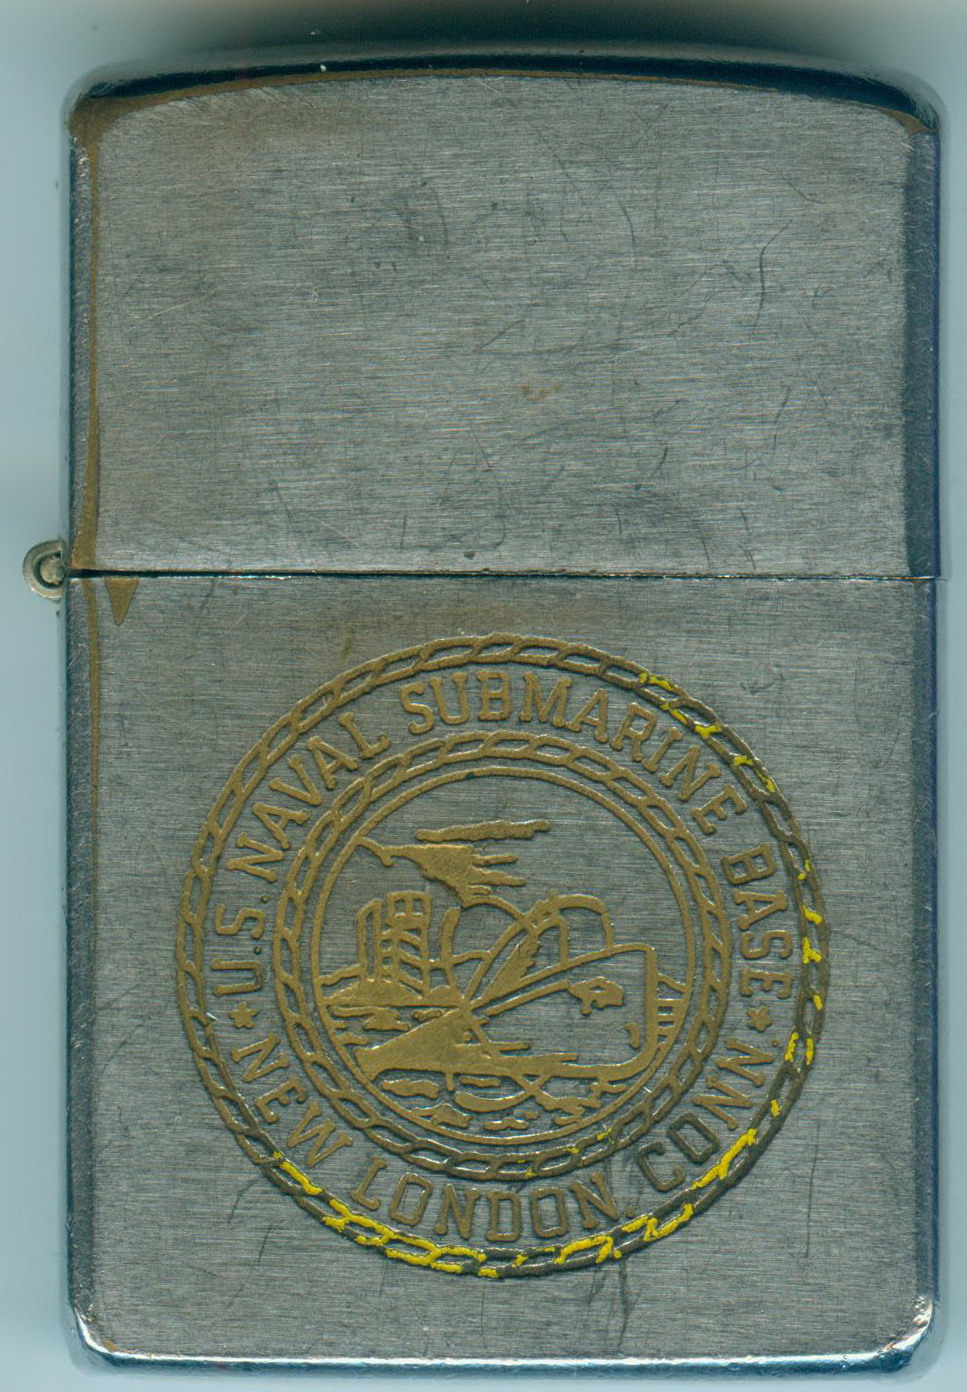 U.S. NAVAL SUBMARINE BASE
NEW LONDON, CONN.